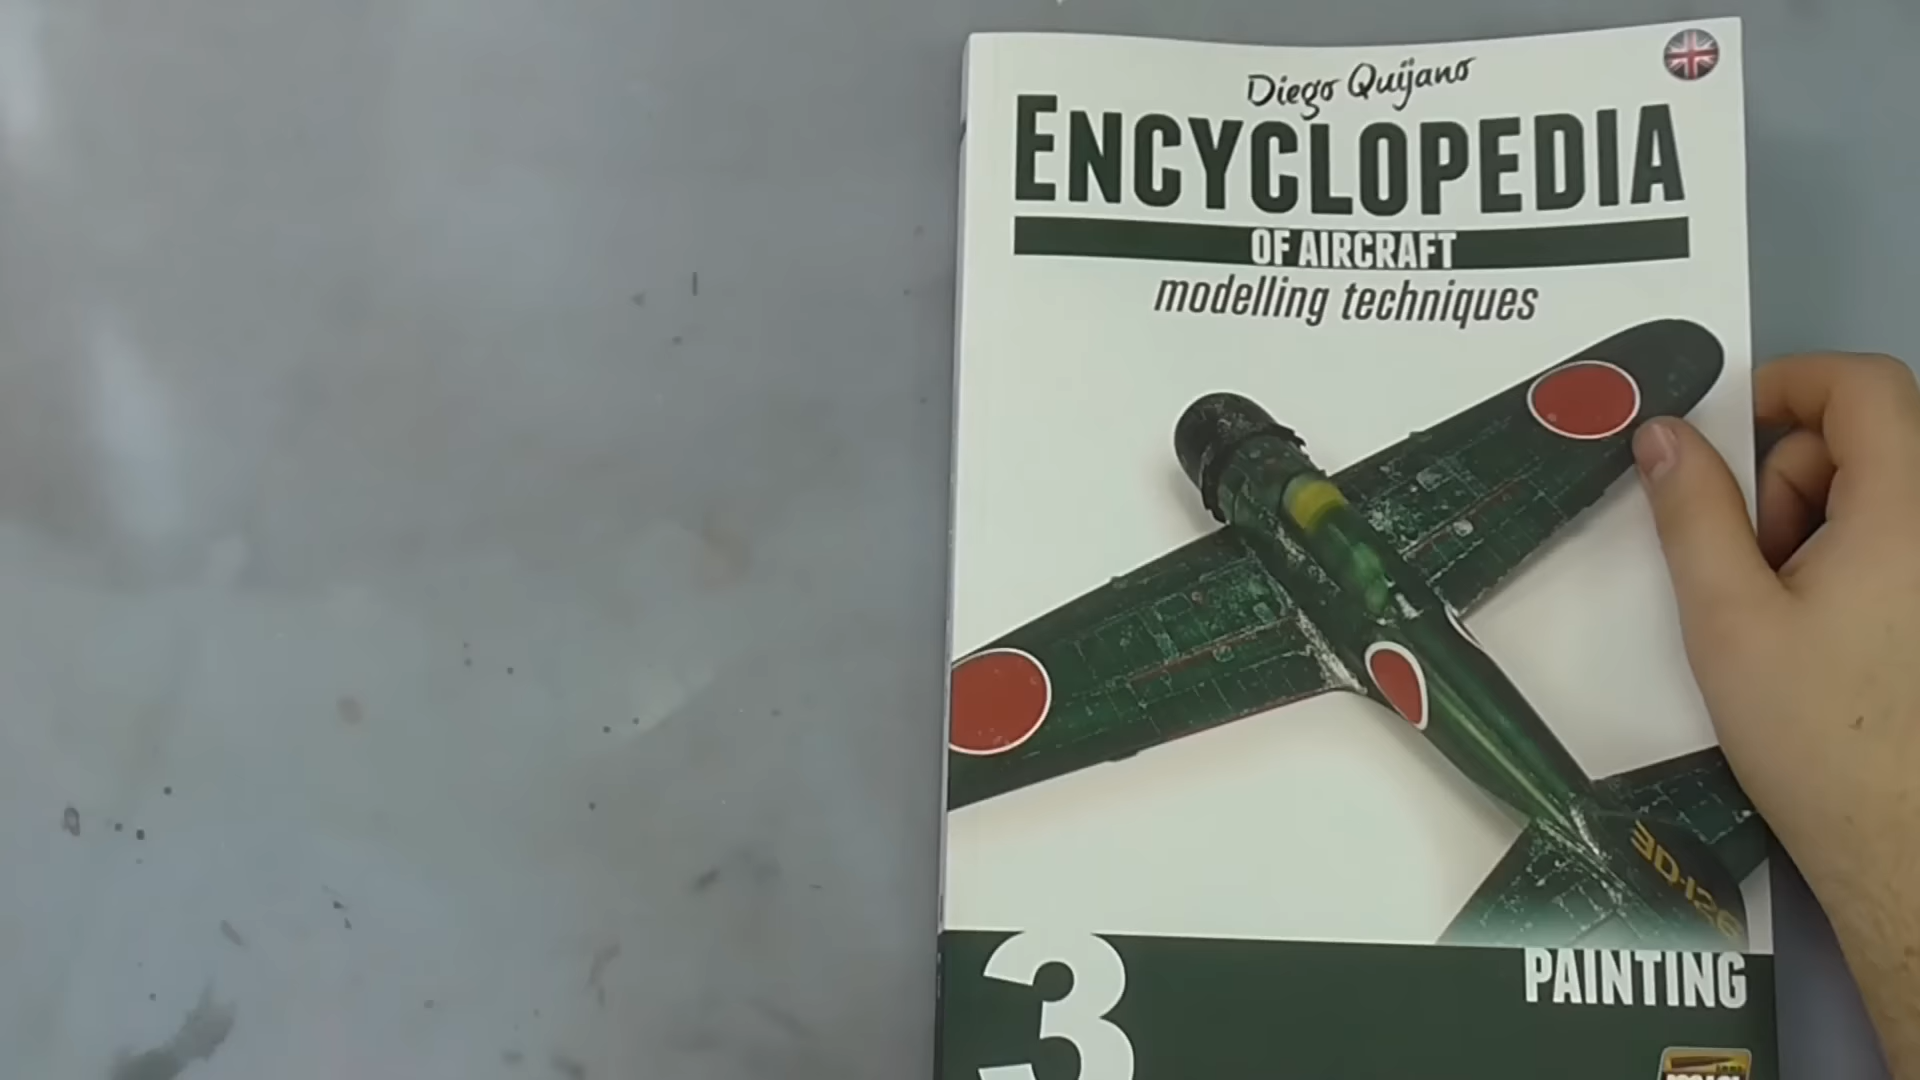 Diego Quijano
ENCYCLOPEDIA
OF AIRCRAFT
modelling techniques
3D-126
3
PAINTING